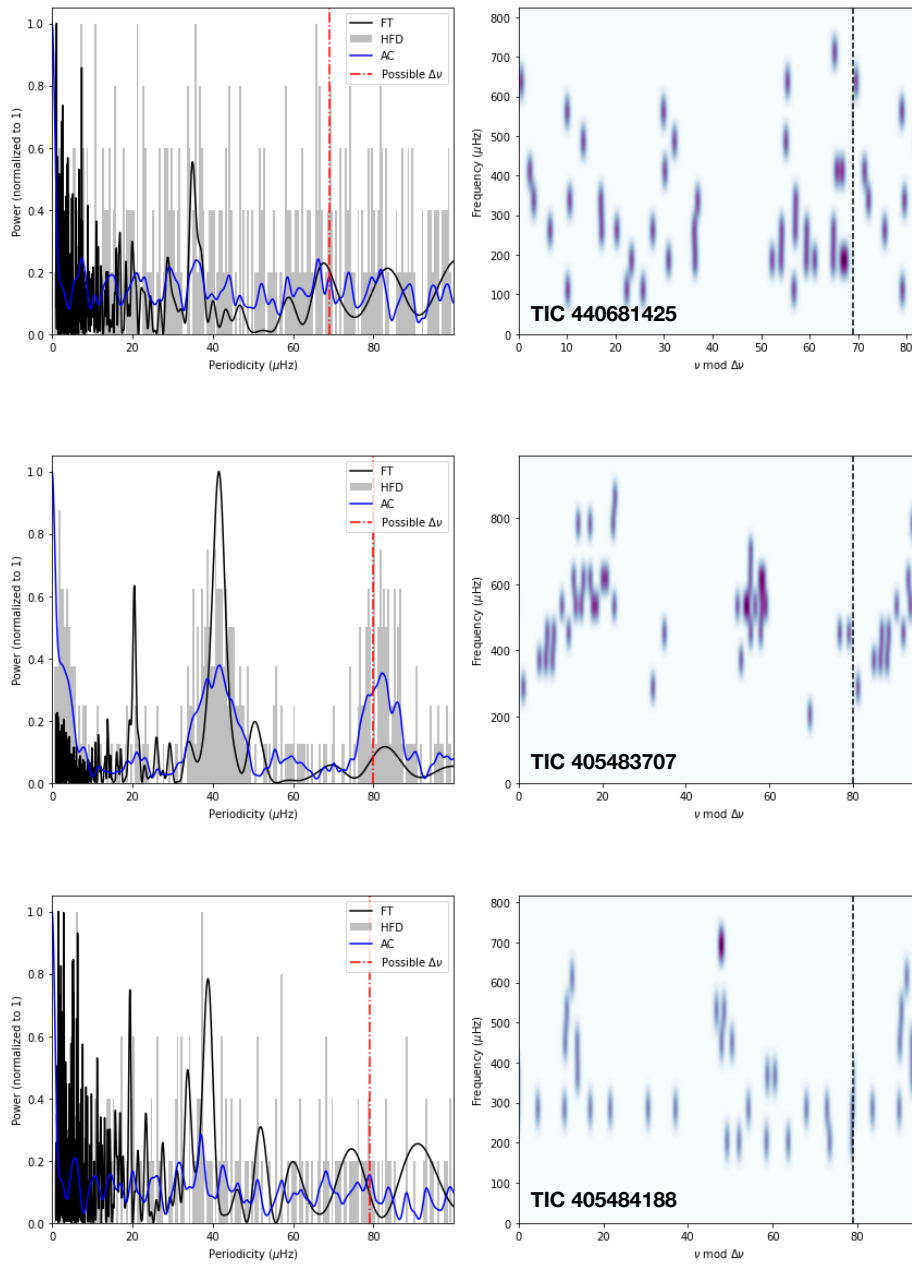 1.0
0.8
0.6
0.4
0.2
0.0
Power (normalized to 1)
0 20 40 60 80
Periodicity (μHz)
FT
HFD
AC
Possible Δν
800
700
600
500
400
300
200
100
0
Frequency (μHz)
0 10 20 30 40 50 60 70 80
ν mod Δν
TIC 440681425
1.0
0.8
0.6
0.4
0.2
0.0
Power (normalized to 1)
0 20 40 60 80
Periodicity (μHz)
FT
HFD
AC
Possible Δν
800
600
400
200
0
Frequency (μHz)
0 20 40 60 80
ν mod Δν
TIC 405483707
1.0
0.8
0.6
0.4
0.2
0.0
Power (normalized to 1)
0 20 40 60 80
Periodicity (μHz)
FT
HFD
AC
Possible Δν
800
700
600
500
400
300
200
100
0
Frequency (μHz)
0 20 40 60 80
ν mod Δν
TIC 405484188